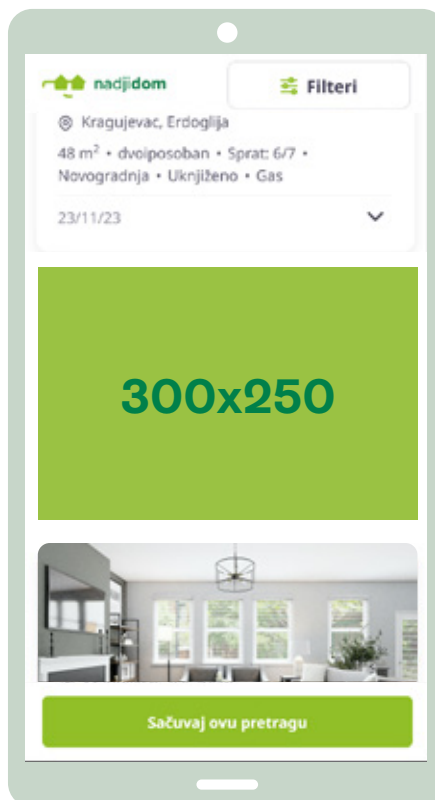 nadjidom
Filteri
Kragujevac, Erdoglija
48 m² • dvoiposoban • Sprat: 6/7 •
Novogradnja • Uknjiženo • Gas
23/11/23
300x250
Sačuvaj ovu pretragu